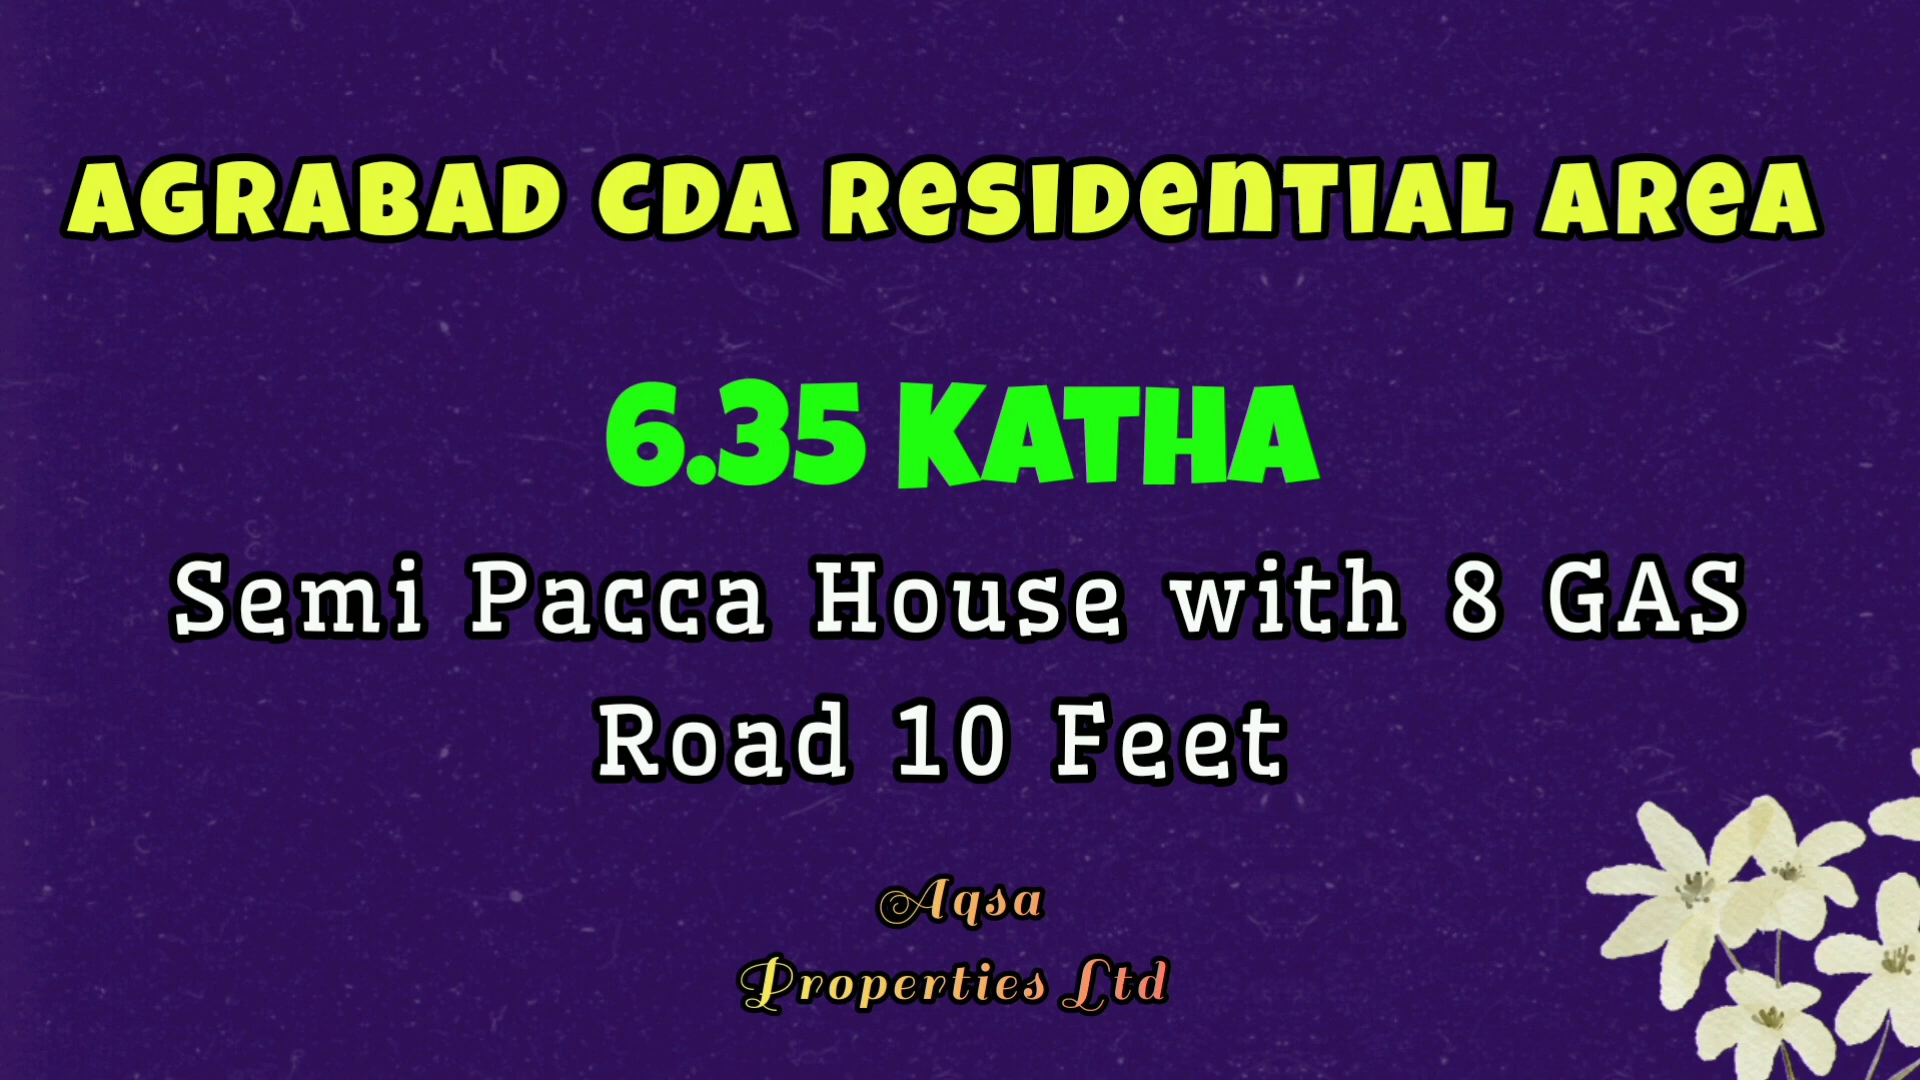 AGRABAD CDA RESIDENTIAL AREA
6.35 KATHA
Semi Pacca House with 8 GAS
Road 10 Feet
Aqsa
Properties Ltd